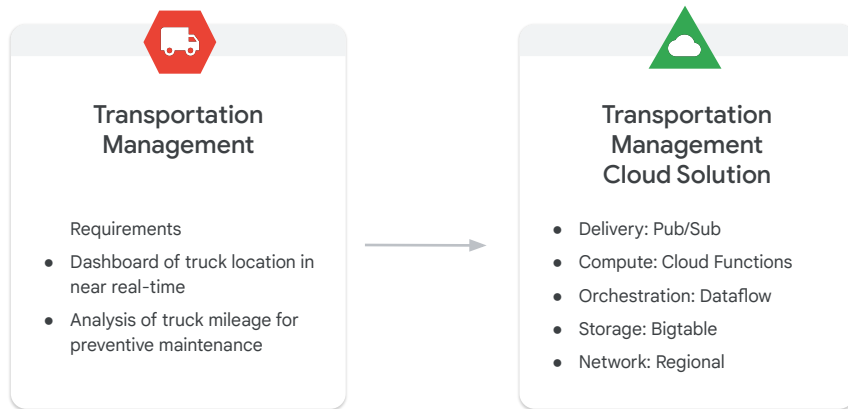 Transportation
Management
Requirements
● Dashboard of truck location in
near real-time
● Analysis of truck mileage for
preventive maintenance
Transportation
Management
Cloud Solution
● Delivery: Pub/Sub
● Compute: Cloud Functions
● Orchestration: Dataflow
● Storage: Bigtable
● Network: Regional